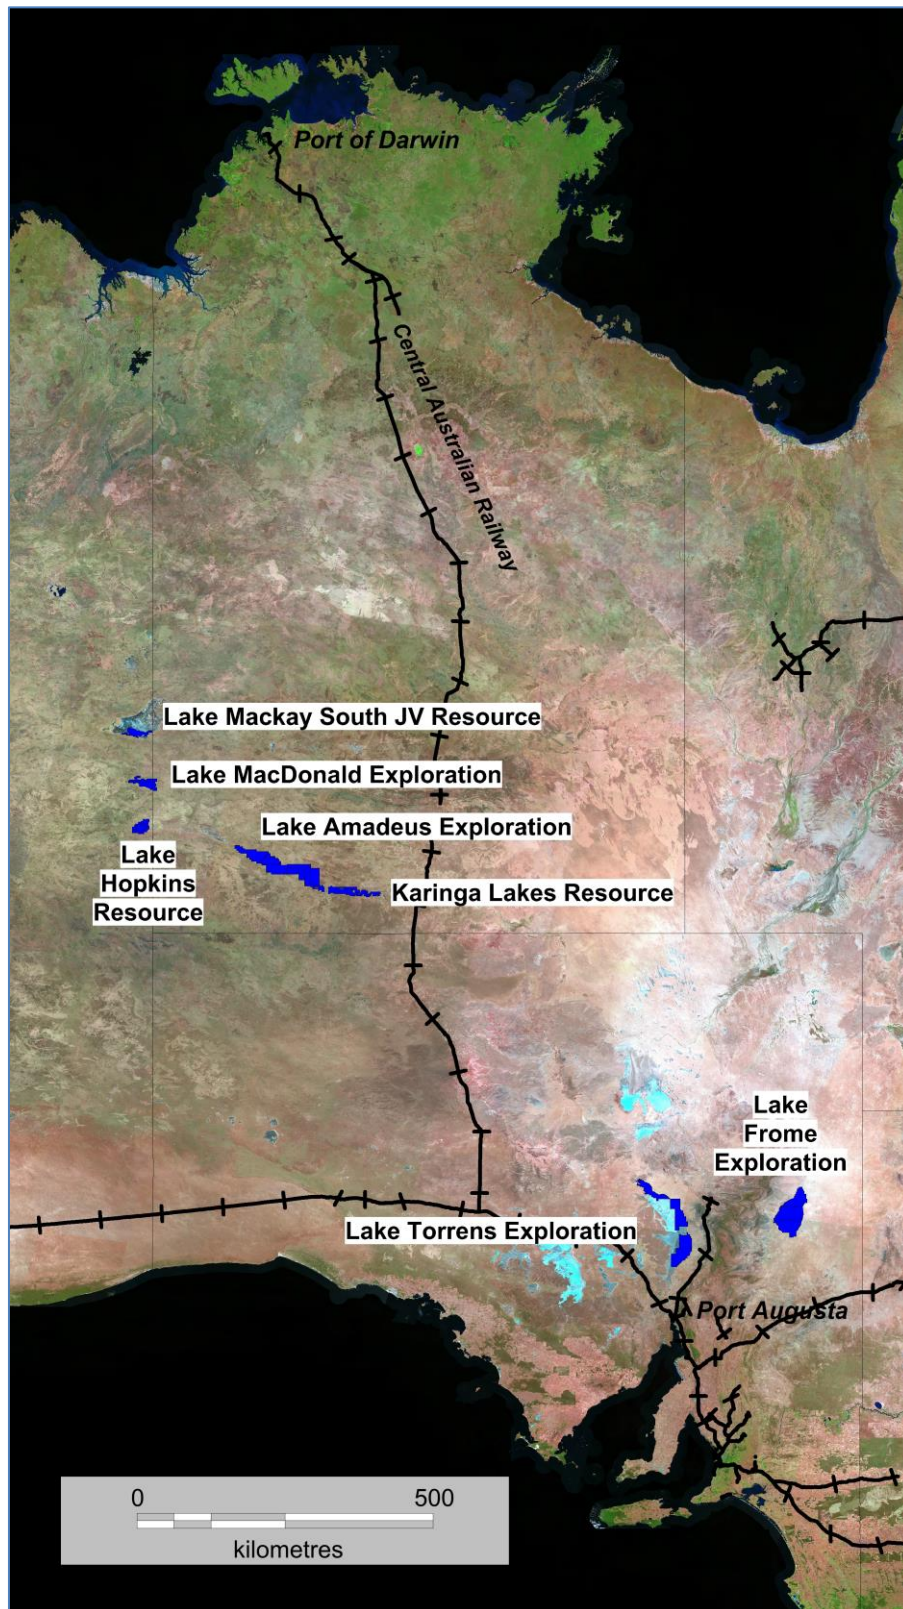 Port of Darwin
Central Australian Railway
Lake Mackay South JV Resource
Lake MacDonald Exploration
Lake Amadeus Exploration
Lake
Hopkins
Resource
Karinga Lakes Resource
Lake
Frome
Exploration
Lake Torrens Exploration
Port Augusta
0 500
kilometres